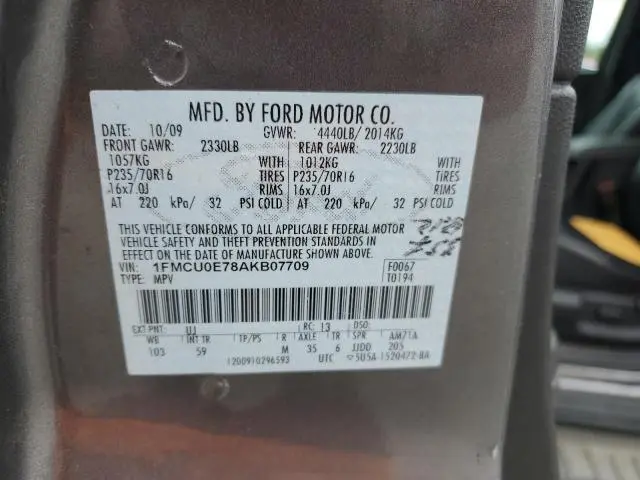 MFD. BY FORD MOTOR CO.
DATE: 10/09 GVWR: 4440LB/ 2014KG
FRONT GAWR: 2330LB REAR GAWR: 2230LB
1057KG WITH 1012KG WITH
P235/70R16 TIRES P235/70R16 TIRES
16x7.0J RIMS 16x7.0J RIMS
AT 220 kPa/ 32 PSI COLD AT 220 kPa/ 32 PSI COLD
THIS VEHICLE CONFORMS TO ALL APPLICABLE FEDERAL MOTOR
VEHICLE SAFETY AND THEFT PREVENTION STANDARDS IN
EFFECT ON THE DATE OF MANUFACTURE SHOWN ABOVE.
VIN: 1FMCU0E78AKB07709 F0067
TYPE: MPV T0194
EXT PNT: UJ RC: 13 DSO:
WB INT TR TP/PS R AXLE TR SPR AM71A
103 59 M 35 6 JJDD 205
1200910296593 UTC 5U5A-1520472-BA